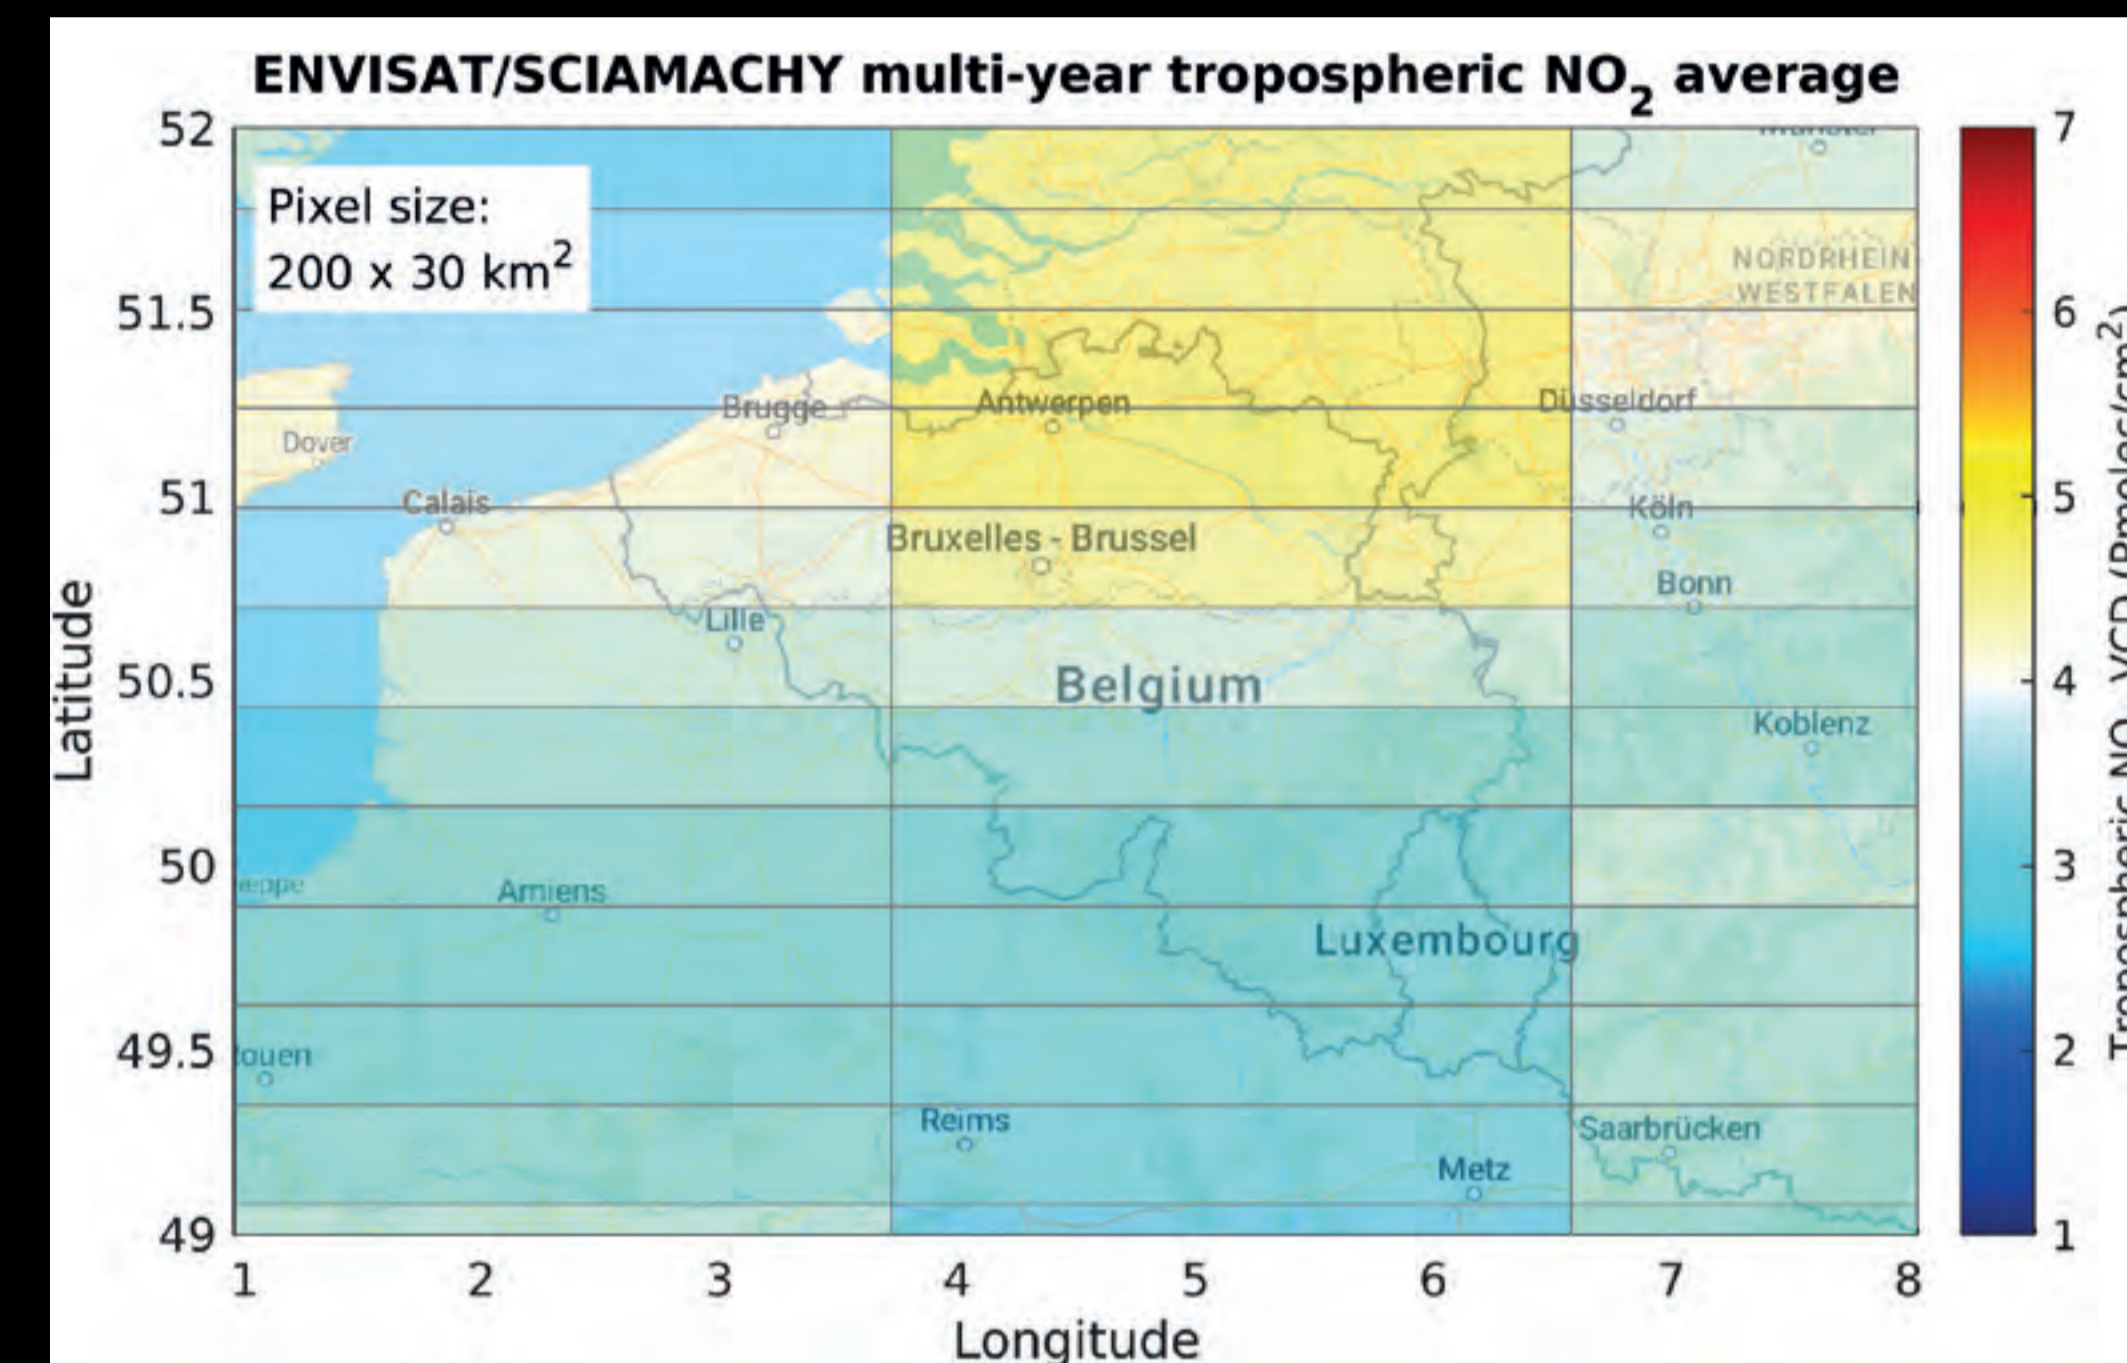 ENVISAT/SCIAMACHY multi-year tropospheric NO₂ average
Pixel size:
200 x 30 km²
52
51.5
51
50.5
50
49.5
49
Latitude
1 2 3 4 5 6 7 8
Longitude
NORDRHEIN
WESTFALEN
Brugge
Antwerpen
Düsseldorf
Dover
Calais
Köln
Bruxelles - Brussel
Bonn
Lille
Belgium
Koblenz
Amiens
Luxembourg
Reims
Saarbrücken
Metz
7
6
5
4
3
2
1